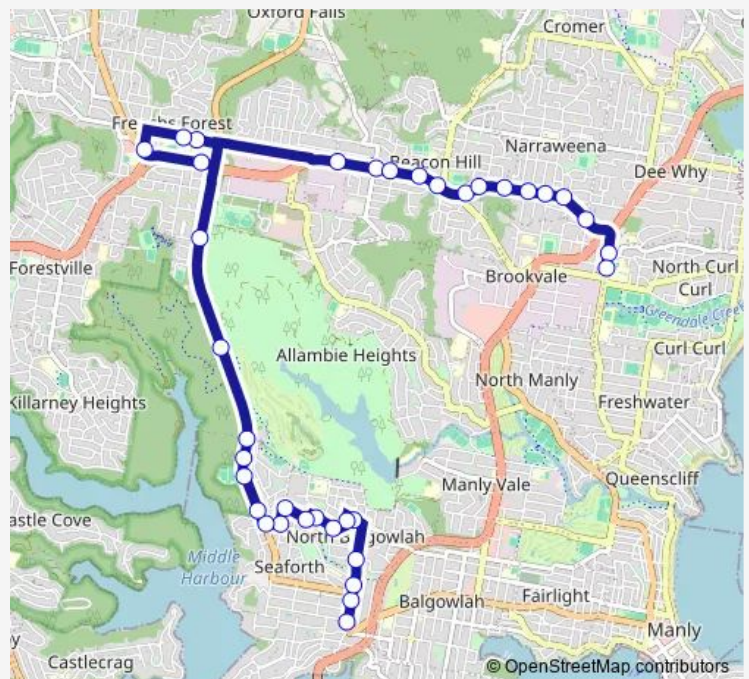 Oxford Falls
Cromer
Narraweena
Beacon Hill
Dee Why
Forestville
Brookvale
North Curl
Curl
Greendale Creek
Curl Curl
Allambie Heights
North Manly
Killarney Heights
Freshwater
Queenscliff
Manly Vale
astle Cove
Middle
Harbour
Seaforth
Balgowlah
Fairlight
Manly
Castlecrag
© OpenStreetMap contributors